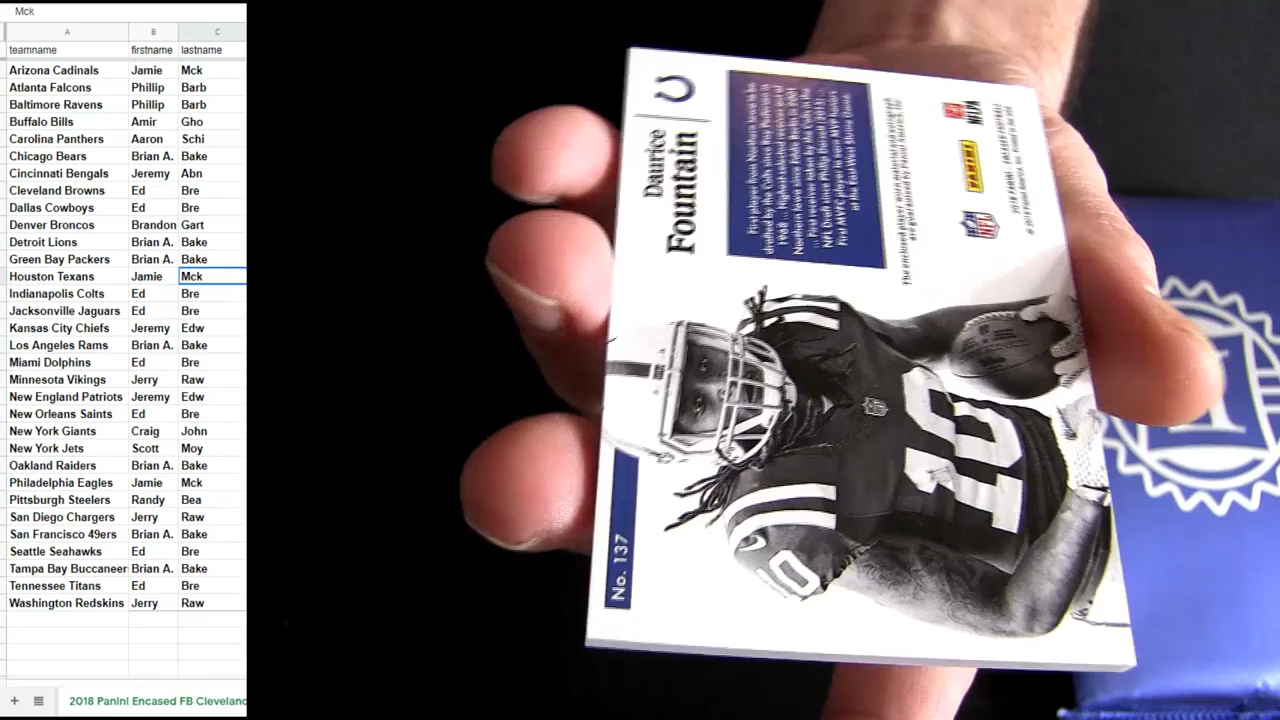 Mck
A B C
teamname firstname lastname
Arizona Cadinals Jamie Mck
Atlanta Falcons Phillip Barb
Baltimore Ravens Phillip Barb
Buffalo Bills Amir Gho
Carolina Panthers Aaron Schi
Chicago Bears Brian A. Bake
Cincinnati Bengals Jeremy Abn
Cleveland Browns Ed Bre
Dallas Cowboys Ed Bre
Denver Broncos Brandon Gart
Detroit Lions Brian A. Bake
Green Bay Packers Brian A. Bake
Houston Texans Jamie Mck
Indianapolis Colts Ed Bre
Jacksonville Jaguars Ed Bre
Kansas City Chiefs Jeremy Edw
Los Angeles Rams Brian A. Bake
Miami Dolphins Ed Bre
Minnesota Vikings Jerry Raw
New England Patriots Jeremy Edw
New Orleans Saints Ed Bre
New York Giants Craig John
New York Jets Scott Moy
Oakland Raiders Brian A. Bake
Philadelphia Eagles Jamie Mck
Pittsburgh Steelers Randy Bea
San Diego Chargers Jerry Raw
San Francisco 49ers Brian A. Bake
Seattle Seahawks Ed Bre
Tampa Bay Buccaneer Brian A. Bake
Tennessee Titans Ed Bre
Washington Redskins Jerry Raw
2018 Panini Encased FB Cleveland
Daurice
Fountain
NFLPA
PANINI
NFL
10
No. 137